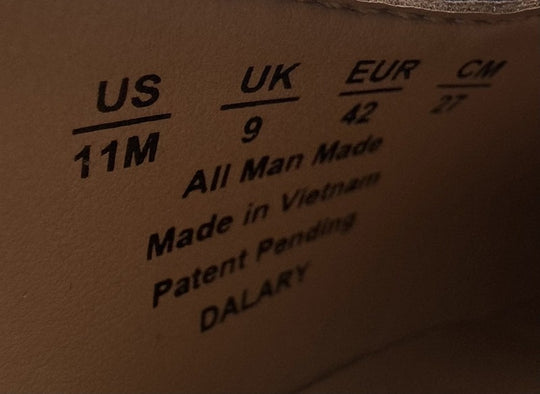 US UK EUR CM
11M 9 42 27
All Man Made
Made in Vietnam
Patent Pending
DALARY